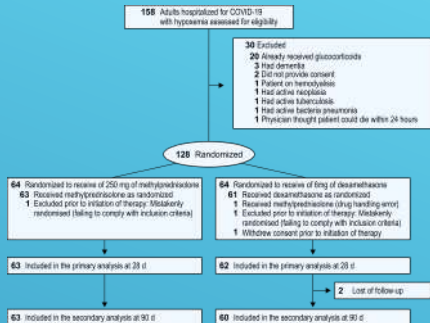 158 Adults hospitalized for COVID-19
with hypoxemia assessed for eligibility
30 Excluded
20 Already received glucocorticoids
3 Had dementia
2 Did not provide consent
1 Patient on hemodyalisis
1 Had active neoplasia
1 Had active tuberculosis
1 Had active bacteria pneumonia
1 Physician thought patient could die within 24 hours
128 Randomized
64 Randomized to receive of 250 mg of methylprednisolone
63 Received methylprednisolone as randomized
1 Excluded prior to initiation of therapy: Mistakenly
randomised (failing to comply with inclusion criteria)
64 Randomized to receive of 6mg of dexamethasone
61 Received dexamethasone as randomized
1 Received methylprednisolone (drug handling error)
1 Excluded prior to initiation of therapy: Mistakenly
randomised (failing to comply with inclusion criteria)
1 Withdrew consent prior to initiation of therapy
63 Included in the primary analysis at 28 d
62 Included in the primary analysis at 28 d
2 Lost of follow-up
63 Included in the secondary analysis at 90 d
60 Included in the secondary analysis at 90 d